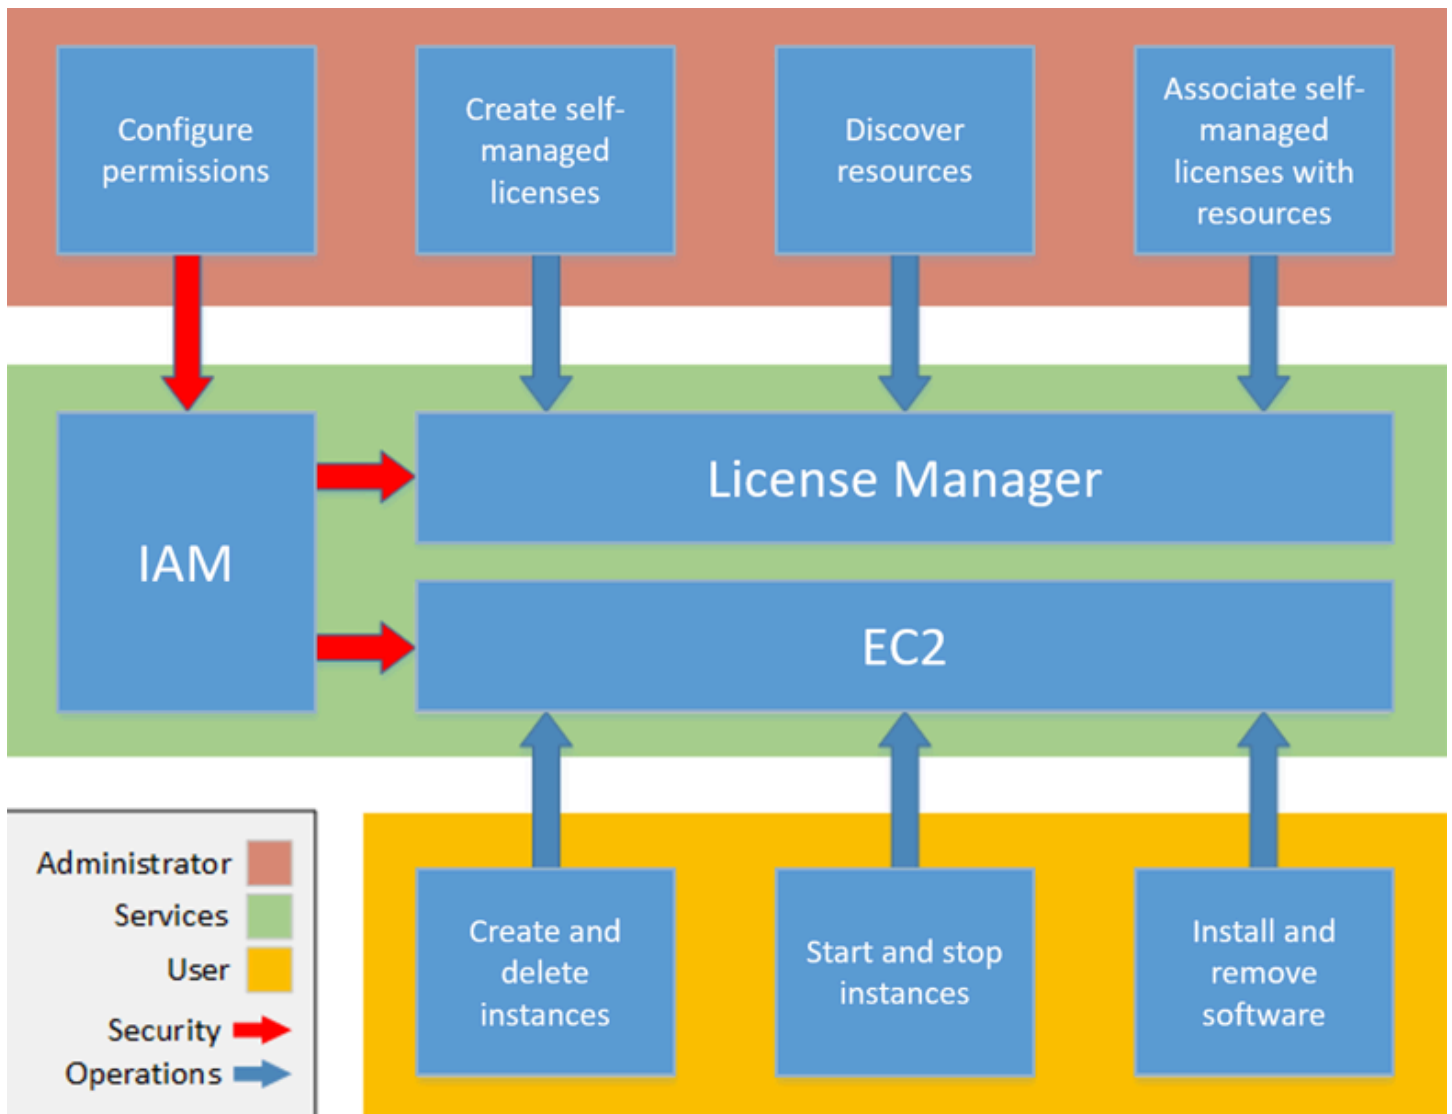 Configure
permissions
Create self-
managed
licenses
Discover
resources
Associate self-
managed
licenses with
resources
IAM
License Manager
EC2
Administrator
Services
User
Security
Operations
Create and
delete
instances
Start and stop
instances
Install and
remove
software